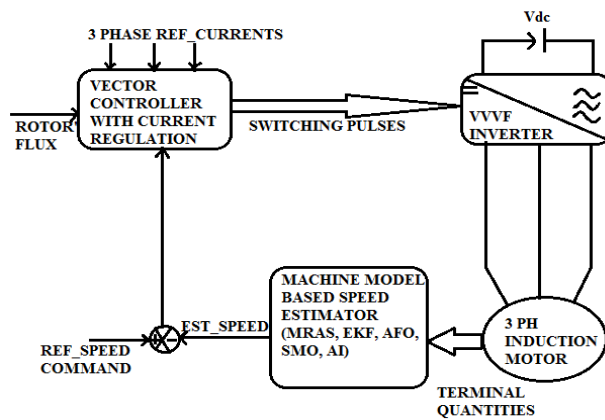 3 PHASE REF_CURRENTS
Vdc
VECTOR
CONTROLLER
WITH CURRENT
REGULATION
ROTOR
FLUX
SWITCHING PULSES
VVVF
INVERTER
MACHINE MODEL
BASED SPEED
ESTIMATOR
(MRAS, EKF, AFO,
SMO, AI)
EST_SPEED
REF_SPEED
COMMAND
3 PH
INDUCTION
MOTOR
TERMINAL
QUANTITIES